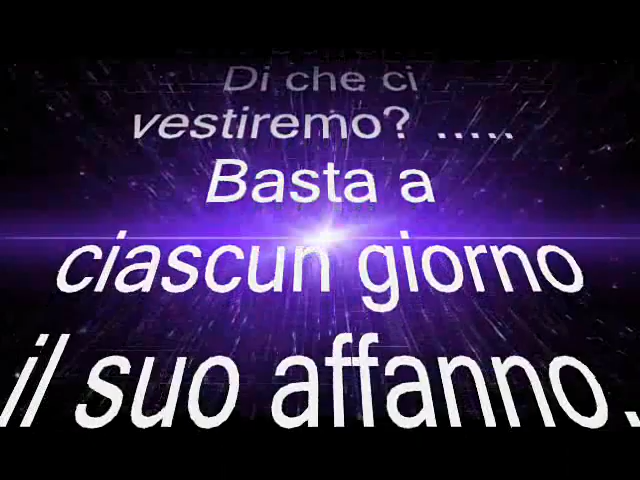 Di che ci
vestiremo? .....
Basta a
ciascun giorno
il suo affanno.